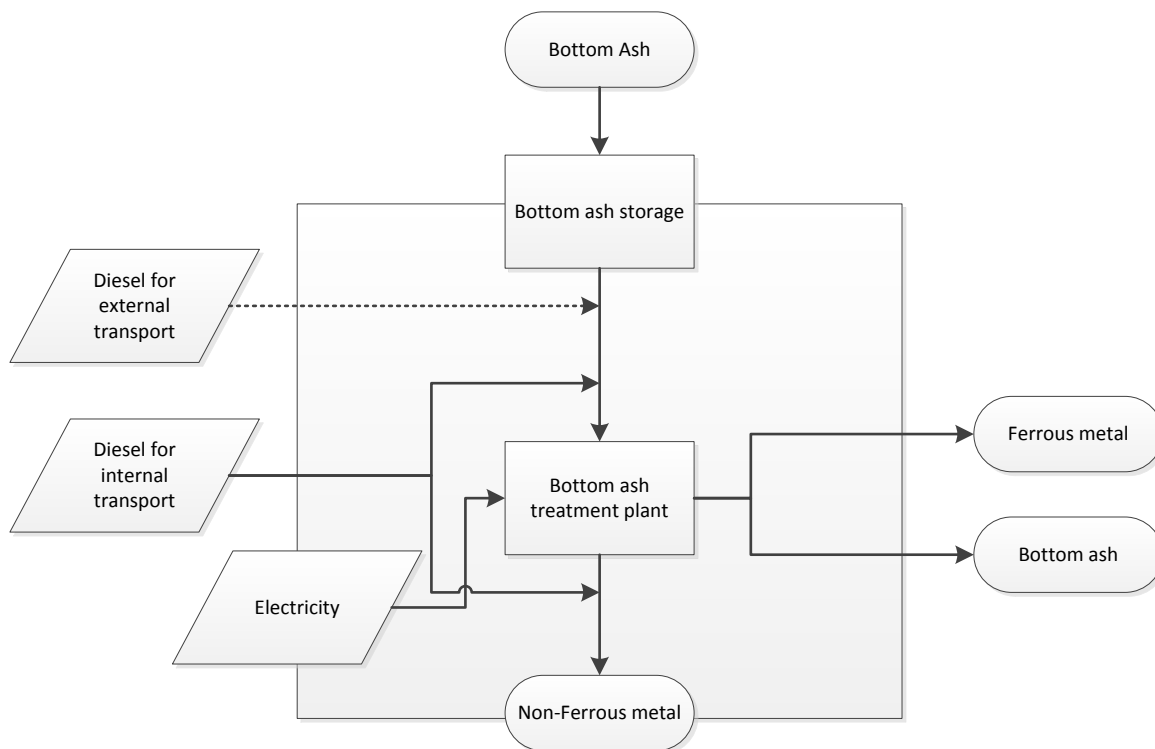 Bottom Ash
Bottom ash storage
Diesel for
external
transport
Diesel for
internal
transport
Ferrous metal
Bottom ash
treatment plant
Bottom ash
Electricity
Non-Ferrous metal